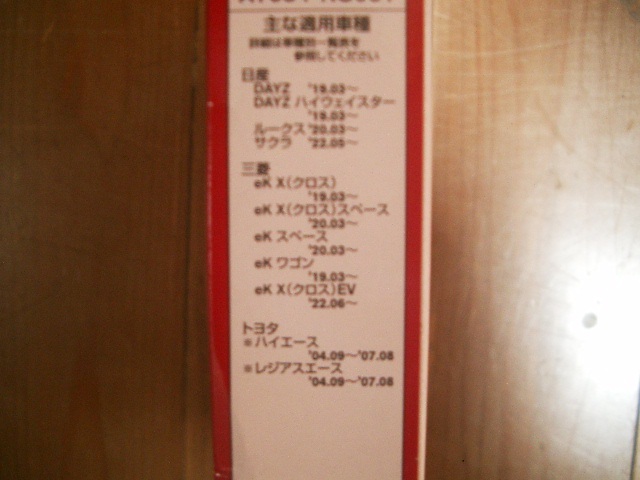 主な適用車種
詳細は車種別一覧表を
参照してください
日産
DAYZ '19.03〜
DAYZ ハイウェイスター
'19.03〜
ルークス '20.03〜
サクラ '22.05〜
三菱
eK X(クロス)
'19.03〜
eK X(クロス)スペース
'20.03〜
eK スペース
'20.03〜
eK ワゴン
'19.03〜
eK X(クロス)EV
'22.06〜
トヨタ
※ハイエース
'04.09〜'07.08
※レジアスエース
'04.09〜'07.08